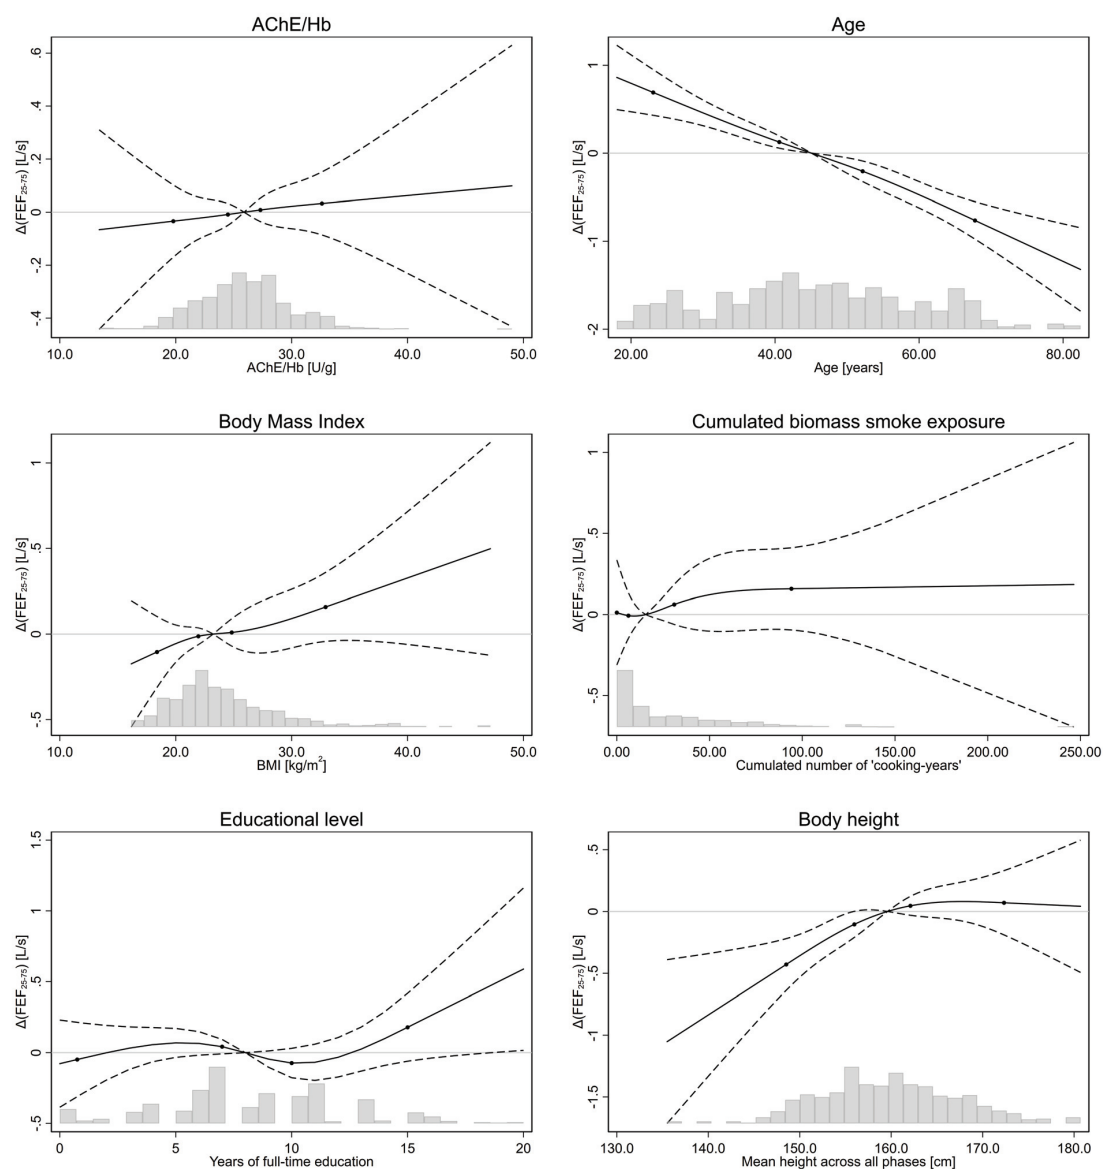 AChE/Hb
Δ(FEF25-75) [L/s]
.6
.4
.2
0
-.2
-.4
10.0 20.0 30.0 40.0 50.0
AChE/Hb [U/g]
Age
Δ(FEF25-75) [L/s]
1
0
-1
-2
20.00 40.00 60.00 80.00
Age [years]
Body Mass Index
Δ(FEF25-75) [L/s]
1
.5
0
-.5
10.0 20.0 30.0 40.0 50.0
BMI [kg/m²]
Cumulated biomass smoke exposure
Δ(FEF25-75) [L/s]
1
.5
0
-.5
0.00 50.00 100.00 150.00 200.00 250.00
Cumulated number of 'cooking-years'
Educational level
Δ(FEF25-75) [L/s]
1.5
1
.5
0
-.5
0 5 10 15 20
Years of full-time education
Body height
Δ(FEF25-75) [L/s]
.5
0
-.5
-1
-1.5
130.0 140.0 150.0 160.0 170.0 180.0
Mean height across all phases [cm]